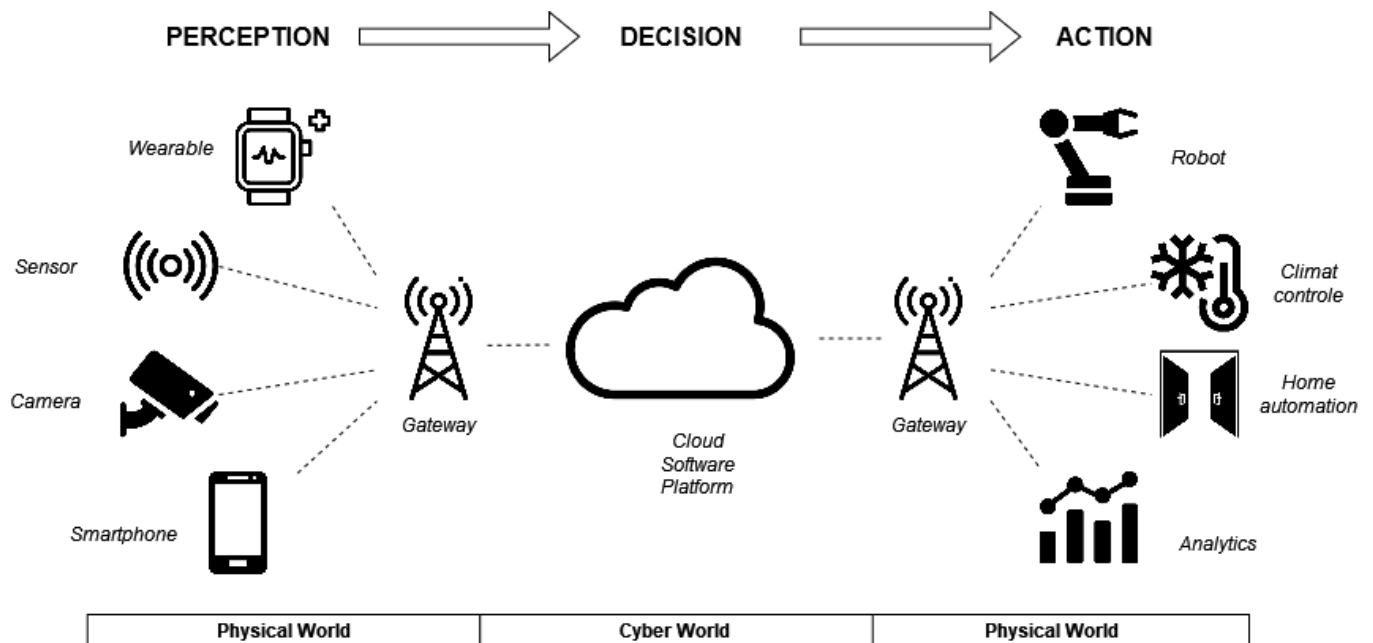 PERCEPTION
DECISION
ACTION
Wearable
Robot
Sensor
Climat
controle
Camera
Home
automation
Gateway
Gateway
Cloud
Software
Platform
Smartphone
Analytics
Physical World
Cyber World
Physical World